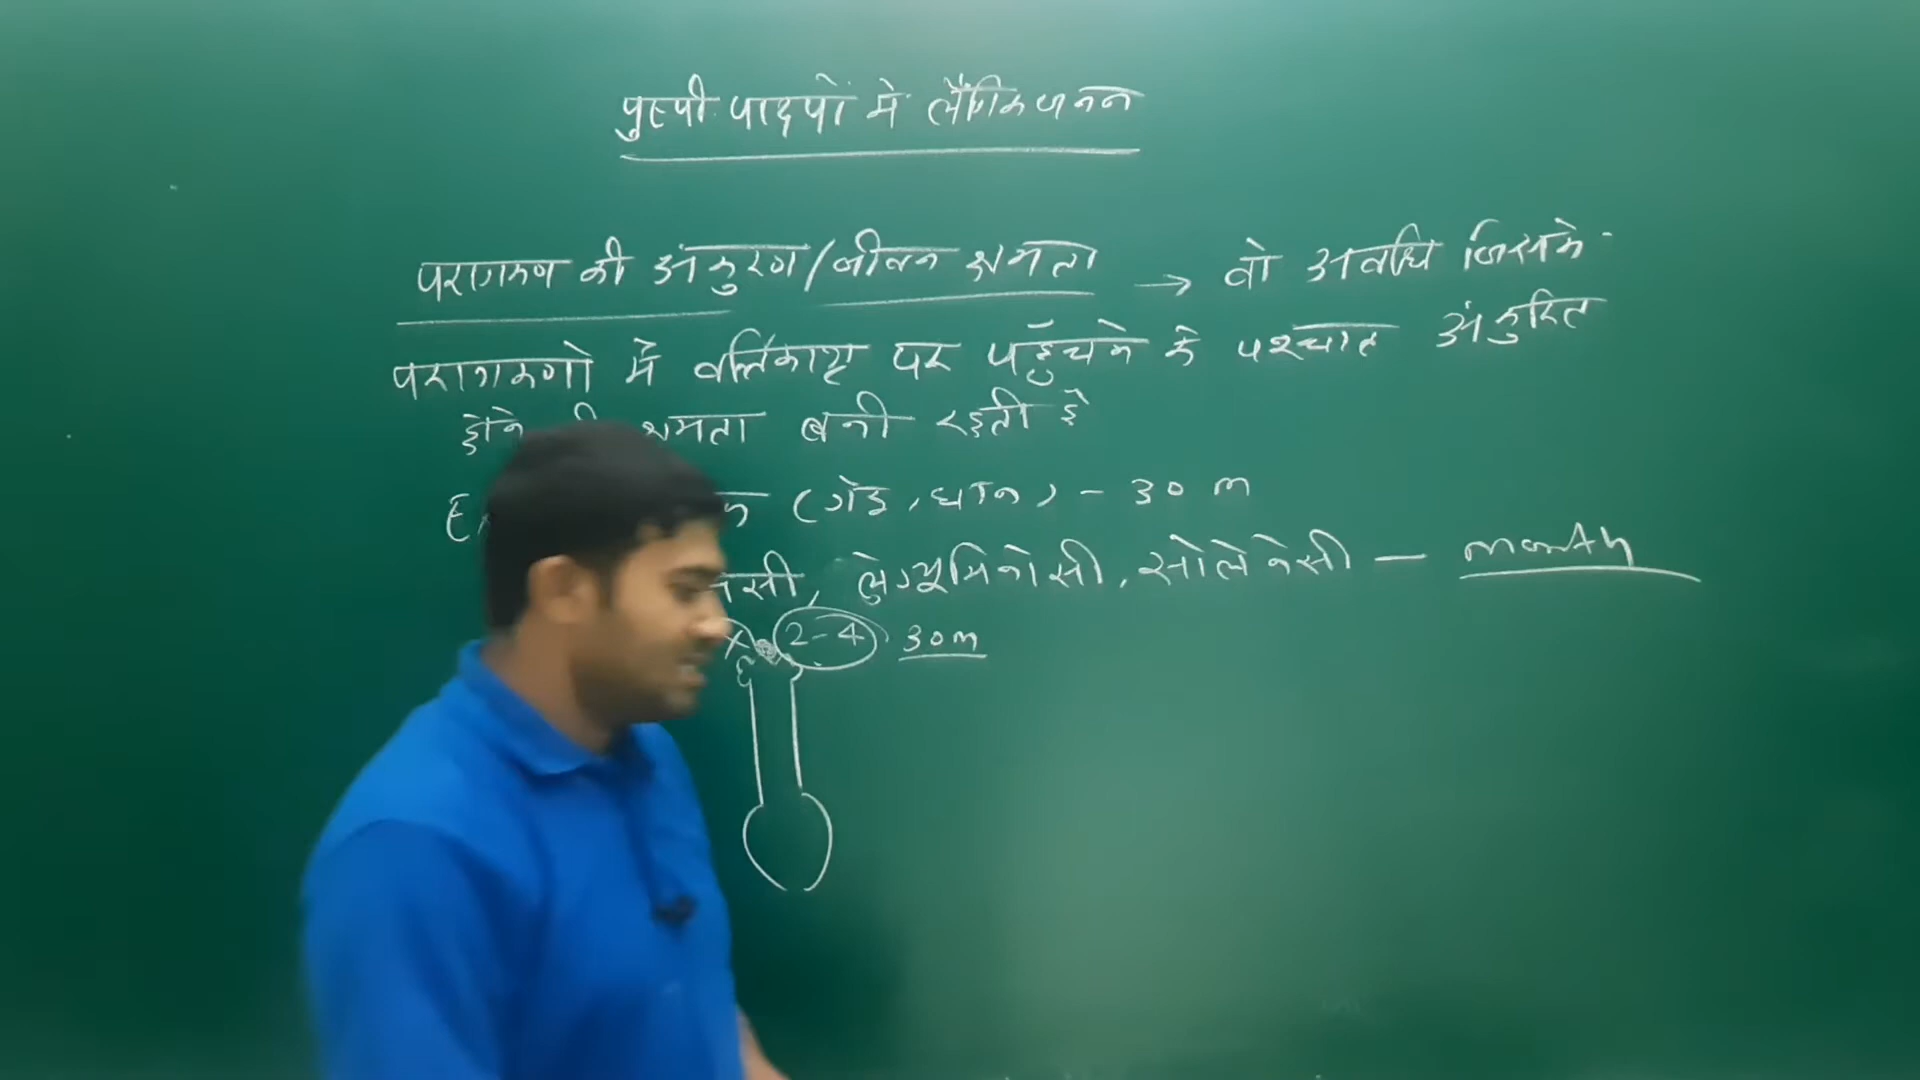 पुष्पी पादपों में लैंगिक जनन
परागकण की अंकुरण/जीवन क्षमता → वो अवधि जिसमे
परागकणो में वर्तिकाग्र पर पहुँचने के पश्चात अंकुरित
होने की क्षमता बनी रहती है
(गेहूं, धान) - 30 m
लेग्यूमिनोसी, सोलेनेसी — month
2-4 30m